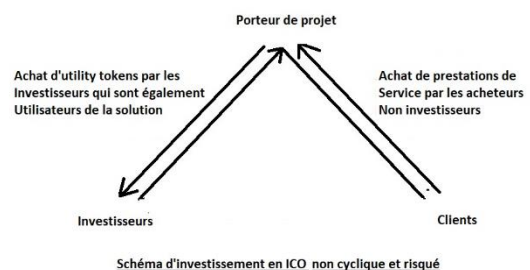 Porteur de projet
Achat d'utility tokens par les
Investisseurs qui sont également
Utilisateurs de la solution
Achat de prestations de
Service par les acheteurs
Non investisseurs
Investisseurs
Clients
Schéma d'investissement en ICO non cyclique et risqué